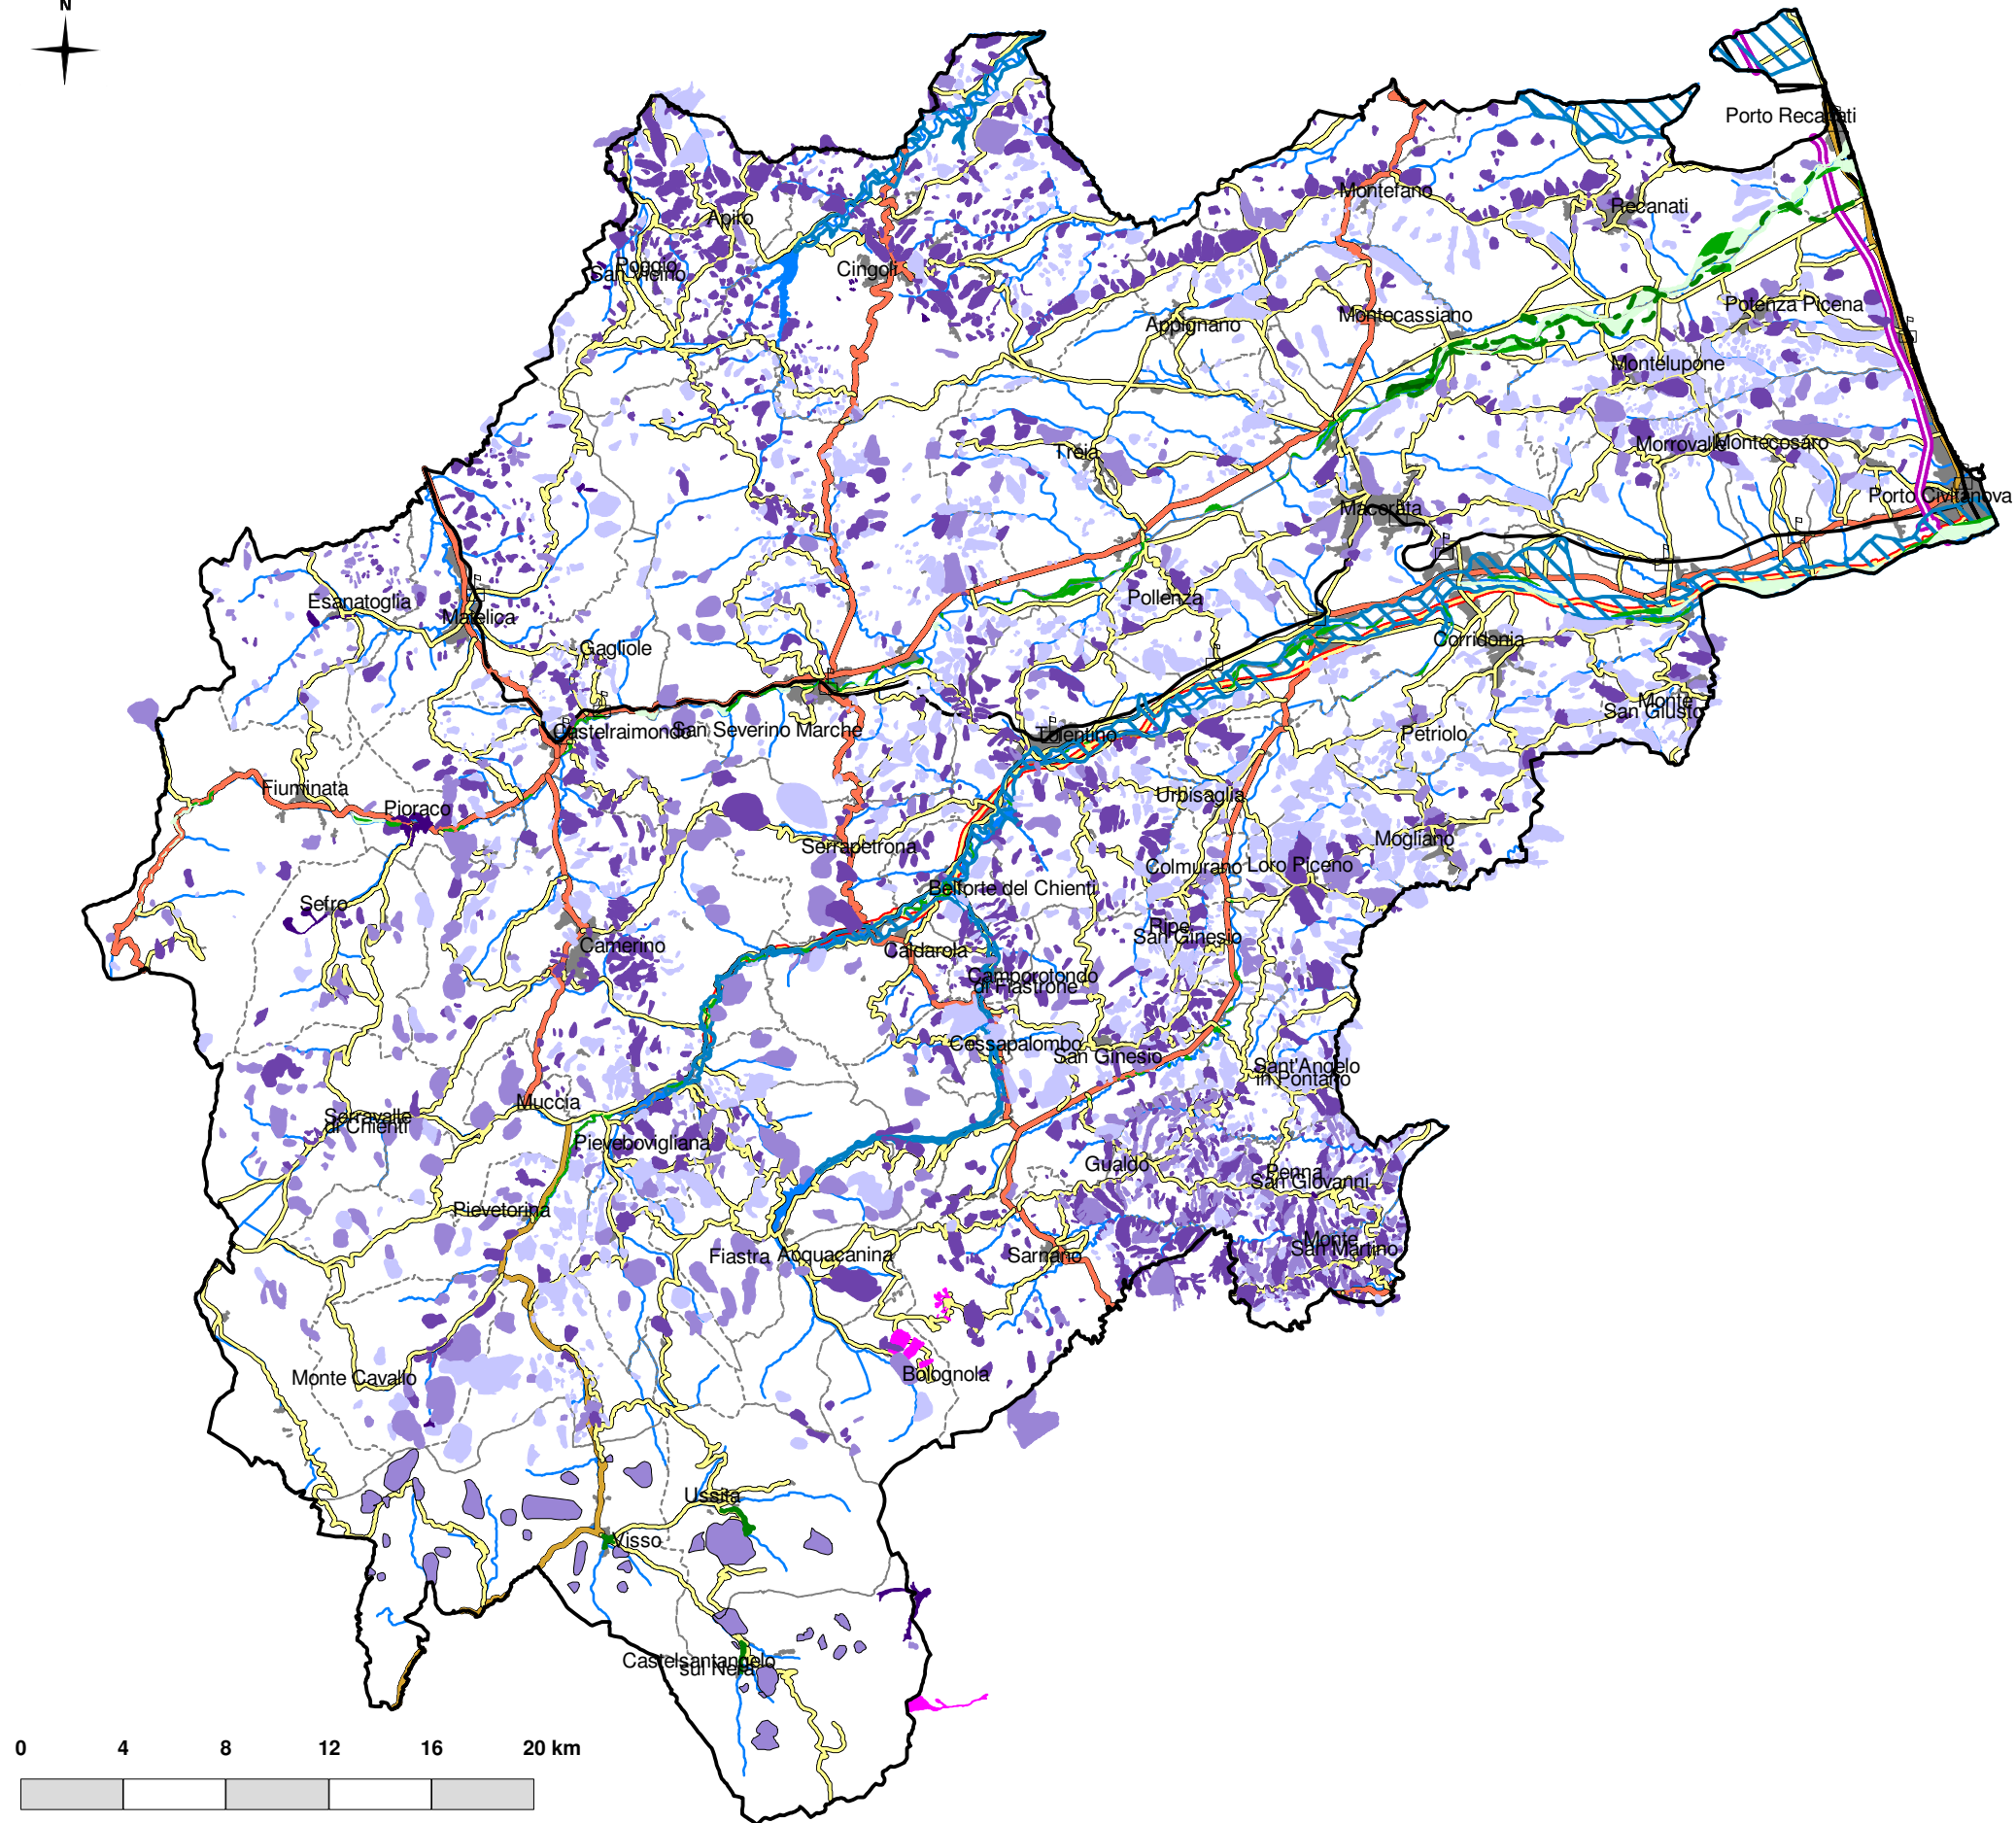 N
Porto Recanati
Montefano
Recanati
Apiro
Poggio
San Vicino
Cingoli
Potenza Picena
Appignano
Montecassiano
Montelupone
Treia
Morrovalle
Montecosaro
Macerata
Porto Civitanova
Esanatoglia
Matelica
Pollenza
Gagliole
Corridonia
Monte
San Giusto
Castelraimondo
San Severino Marche
Tolentino
Petriolo
Fiuminata
Pioraco
Urbisaglia
Serrapetrona
Mogliano
Colmurano
Loro Piceno
Belforte del Chienti
Sefro
Ripe
San Ginesio
Camerino
Caldarola
Camporotondo
di Fiastrone
Cessapalombo
San Ginesio
Sant'Angelo
in Pontano
Muccia
Serravalle
di Chienti
Pievebovigliana
Gualdo
Penna
San Giovanni
Pievetorina
Monte
San Martino
Fiastra
Acquacanina
Sarnano
Monte Cavallo
Bolognola
Ussita
Visso
Castelsantangelo
sul Nera
0 4 8 12 16 20 km